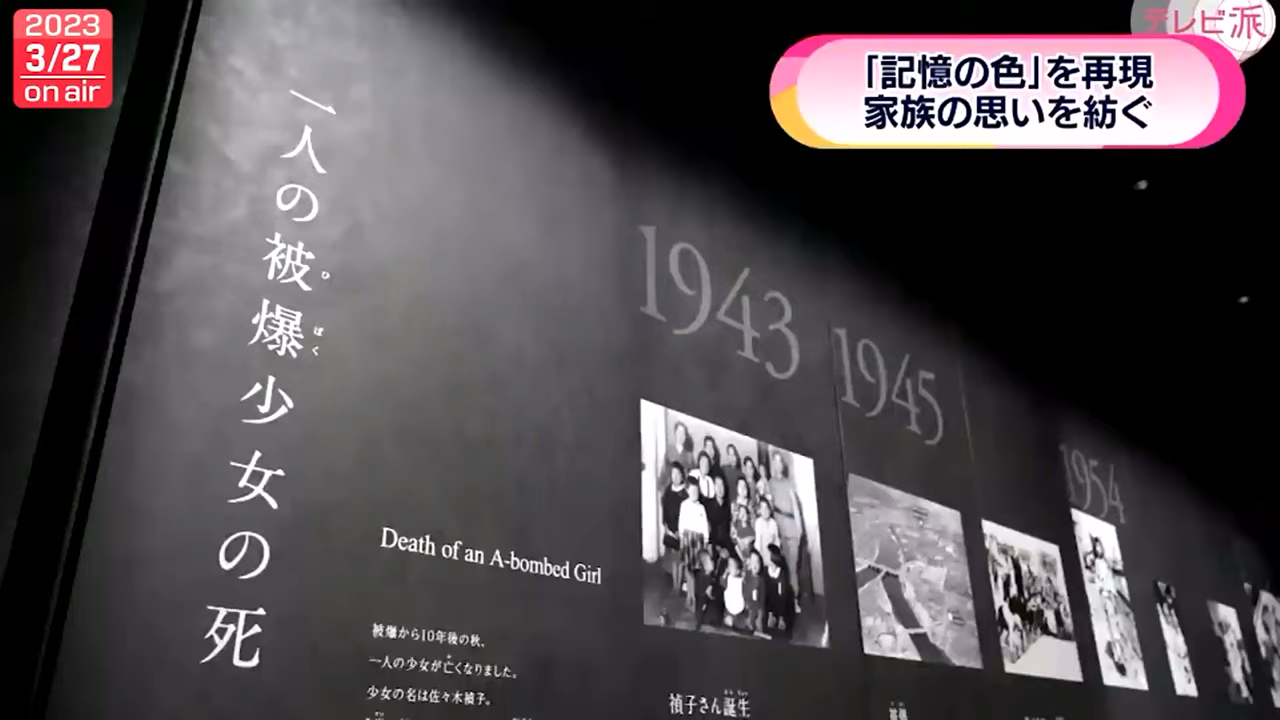 2023
3/27
on air
テレビ派
「記憶の色」を再現
家族の思いを紡ぐ
一人の被爆少女の死
ばく
1943
1945
1954
Death of an A-bombed Girl
被爆から10年後の秋、
一人の少女が亡くなりました。
少女の名は佐々木禎子。
禎子さん誕生